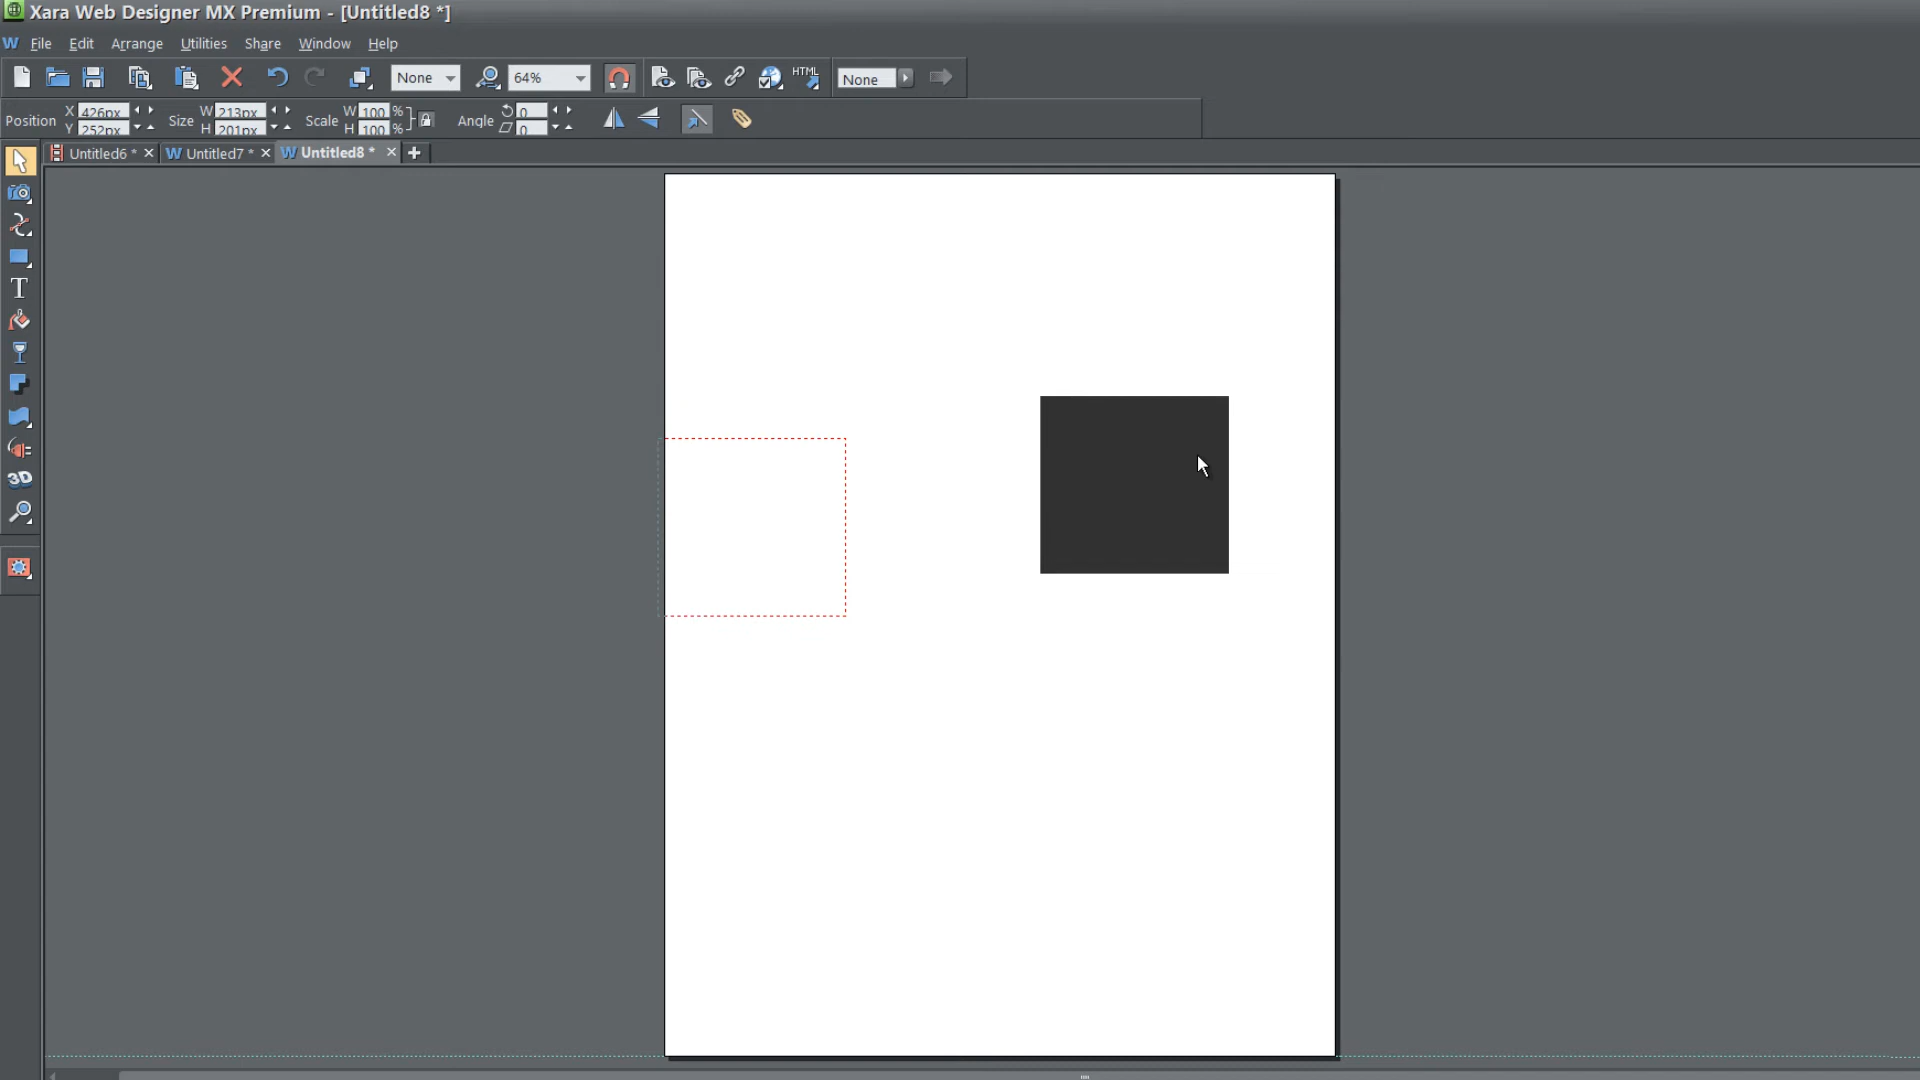 Xara Web Designer MX Premium - [Untitled8 *]
W File Edit Arrange Utilities Share Window Help
None 64% HTML None
Position X 426px Size W 213px Scale W 100 % Angle 0
Y 252px H 201px H 100 % 0
Untitled6 * W Untitled7 * W Untitled8 *
T
3D